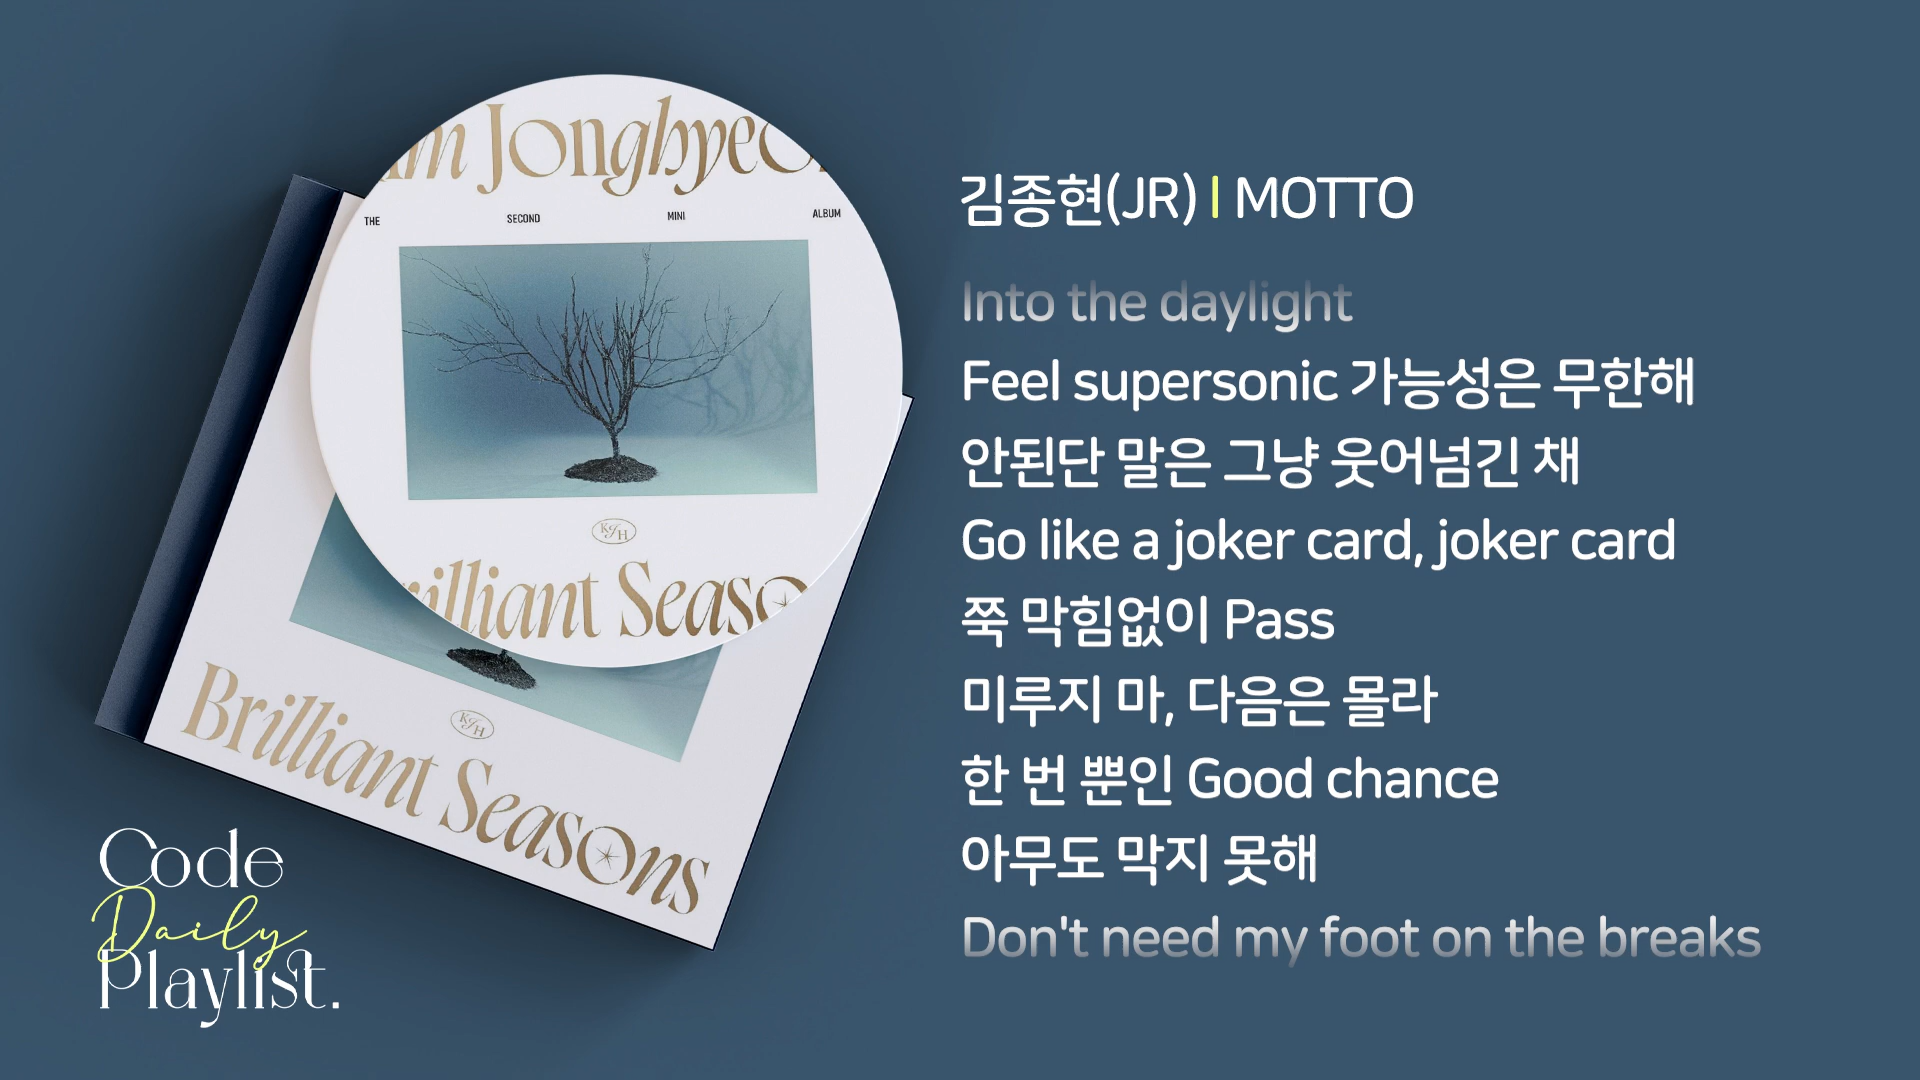 Jonghye
THE SECOND MINI ALBUM
KJH
Brilliant Seasons
KJH
Code
Daily
Playlist.
김종현(JR) | MOTTO
Into the daylight
Feel supersonic 가능성은 무한해
안된단 말은 그냥 웃어넘긴 채
Go like a joker card, joker card
쭉 막힘없이 Pass
미루지 마, 다음은 몰라
한 번 뿐인 Good chance
아무도 막지 못해
Don't need my foot on the breaks